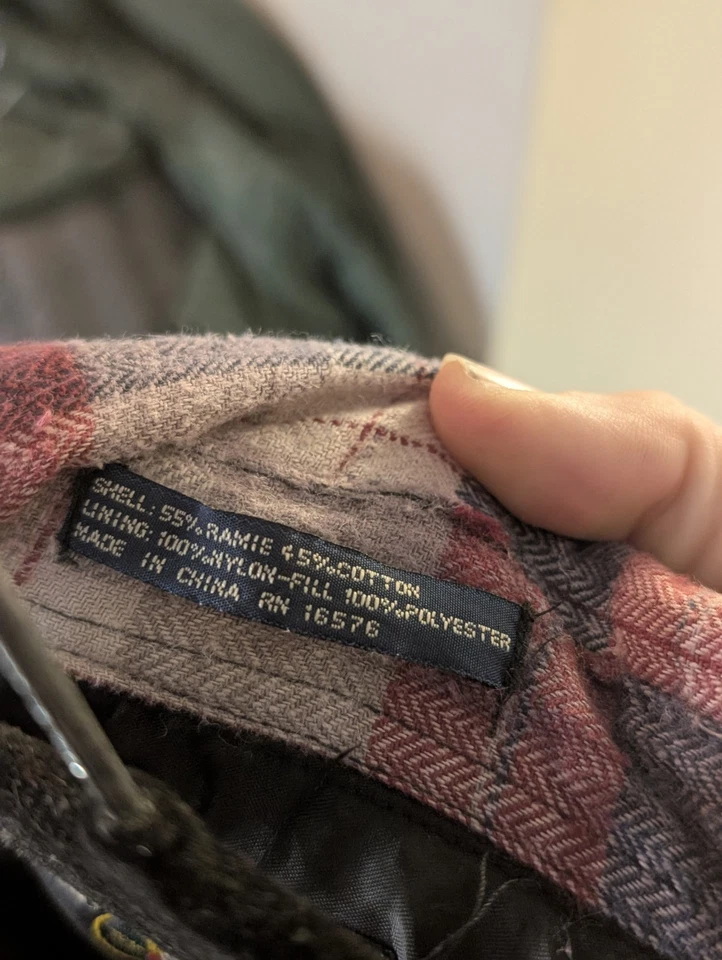 SHELL: 55% RAMIE 45% COTTON
LINING: 100% NYLON-FILL 100% POLYESTER
MADE IN CHINA RN 16576